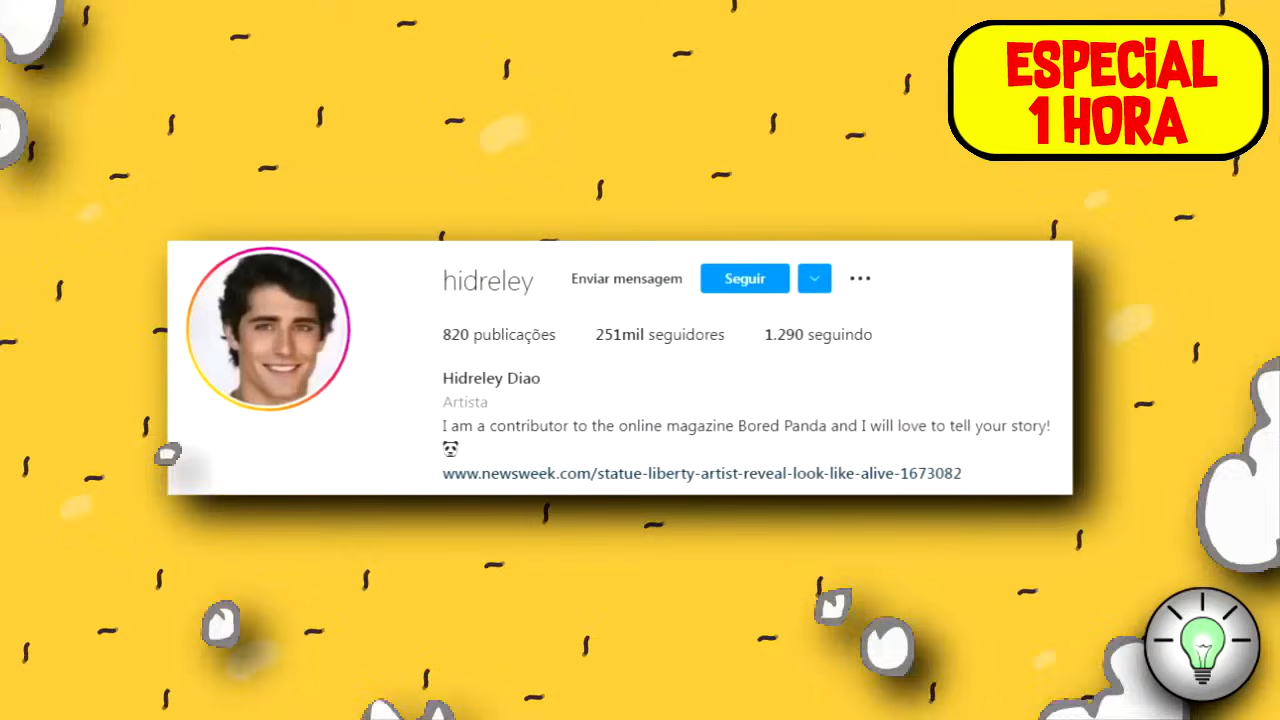 ESPECiAL
1 HORA
hidreley Enviar mensagem Seguir
820 publicações 251mil seguidores 1.290 seguindo
Hidreley Diao
Artista
I am a contributor to the online magazine Bored Panda and I will love to tell your story!
🐼
www.newsweek.com/statue-liberty-artist-reveal-look-like-alive-1673082